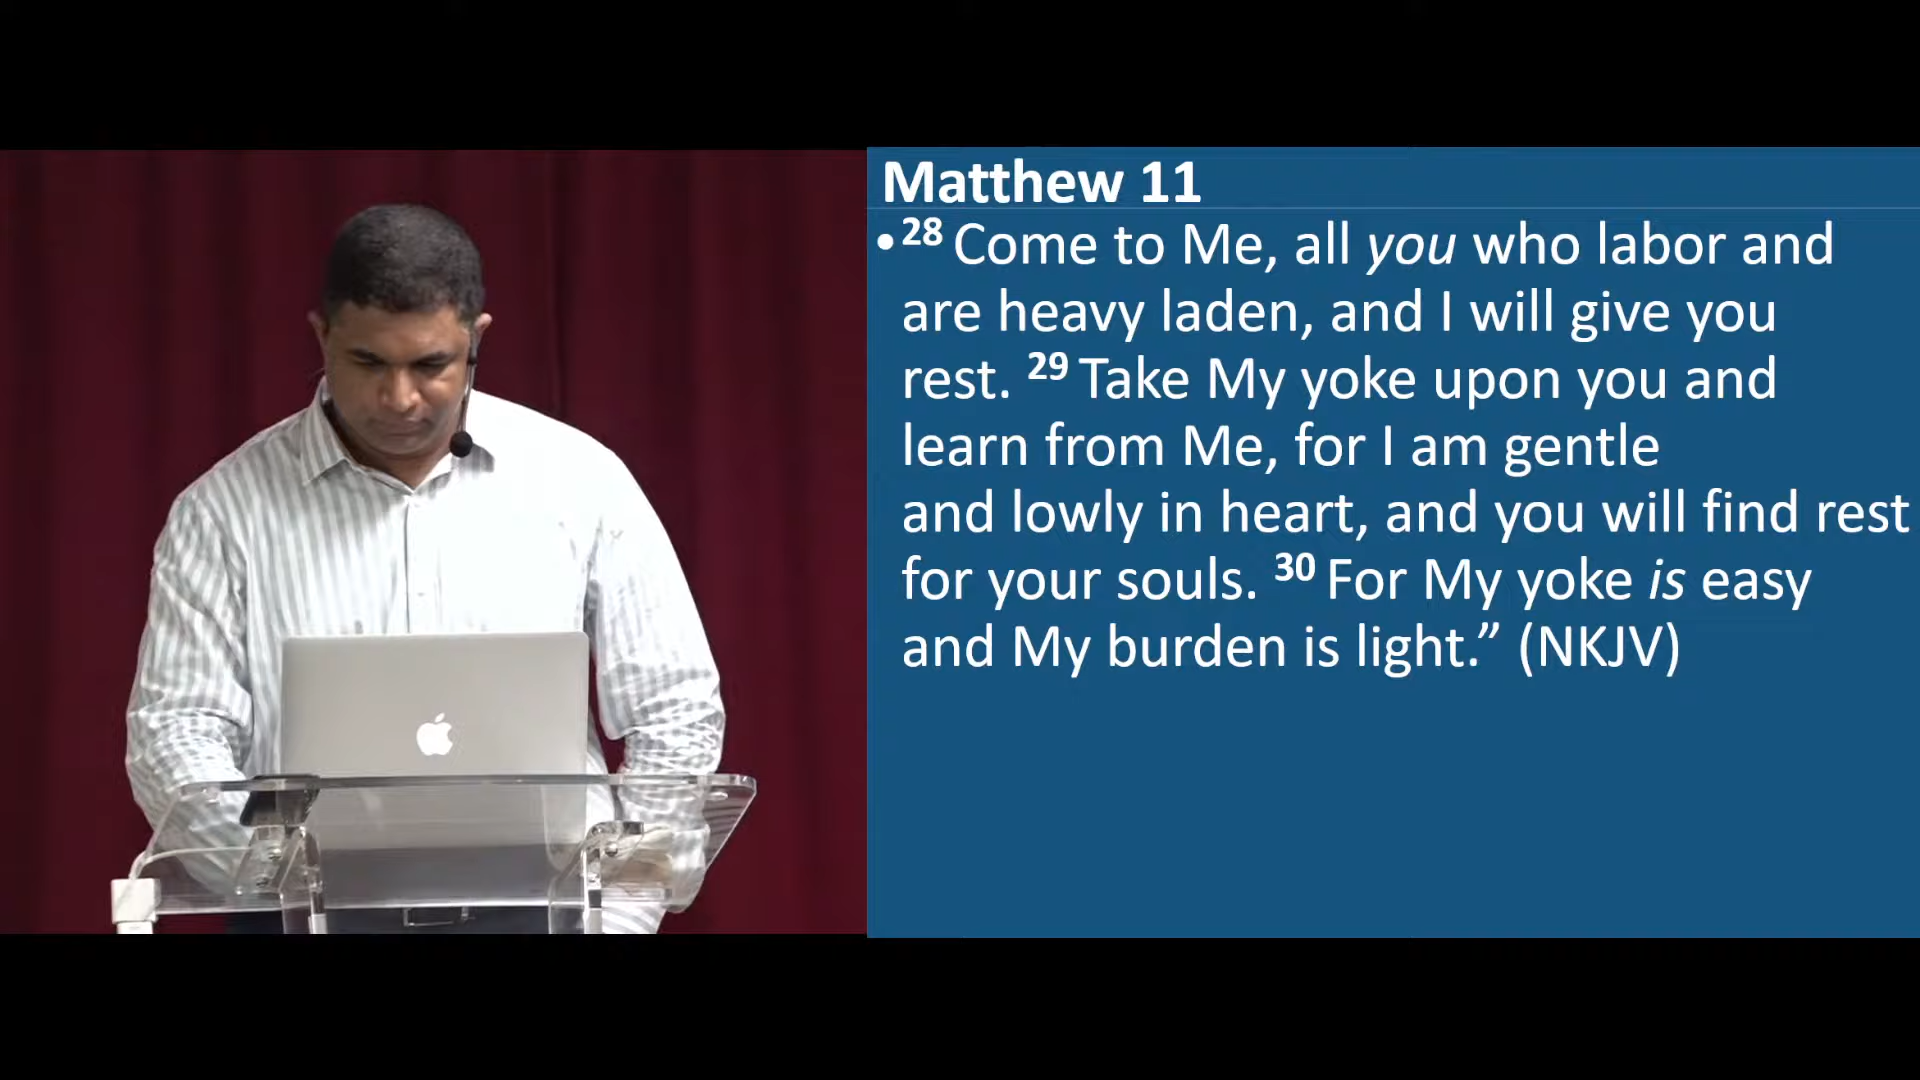 Matthew 11
•28 Come to Me, all you who labor and
are heavy laden, and I will give you
rest. 29 Take My yoke upon you and
learn from Me, for I am gentle
and lowly in heart, and you will find rest
for your souls. 30 For My yoke is easy
and My burden is light.” (NKJV)